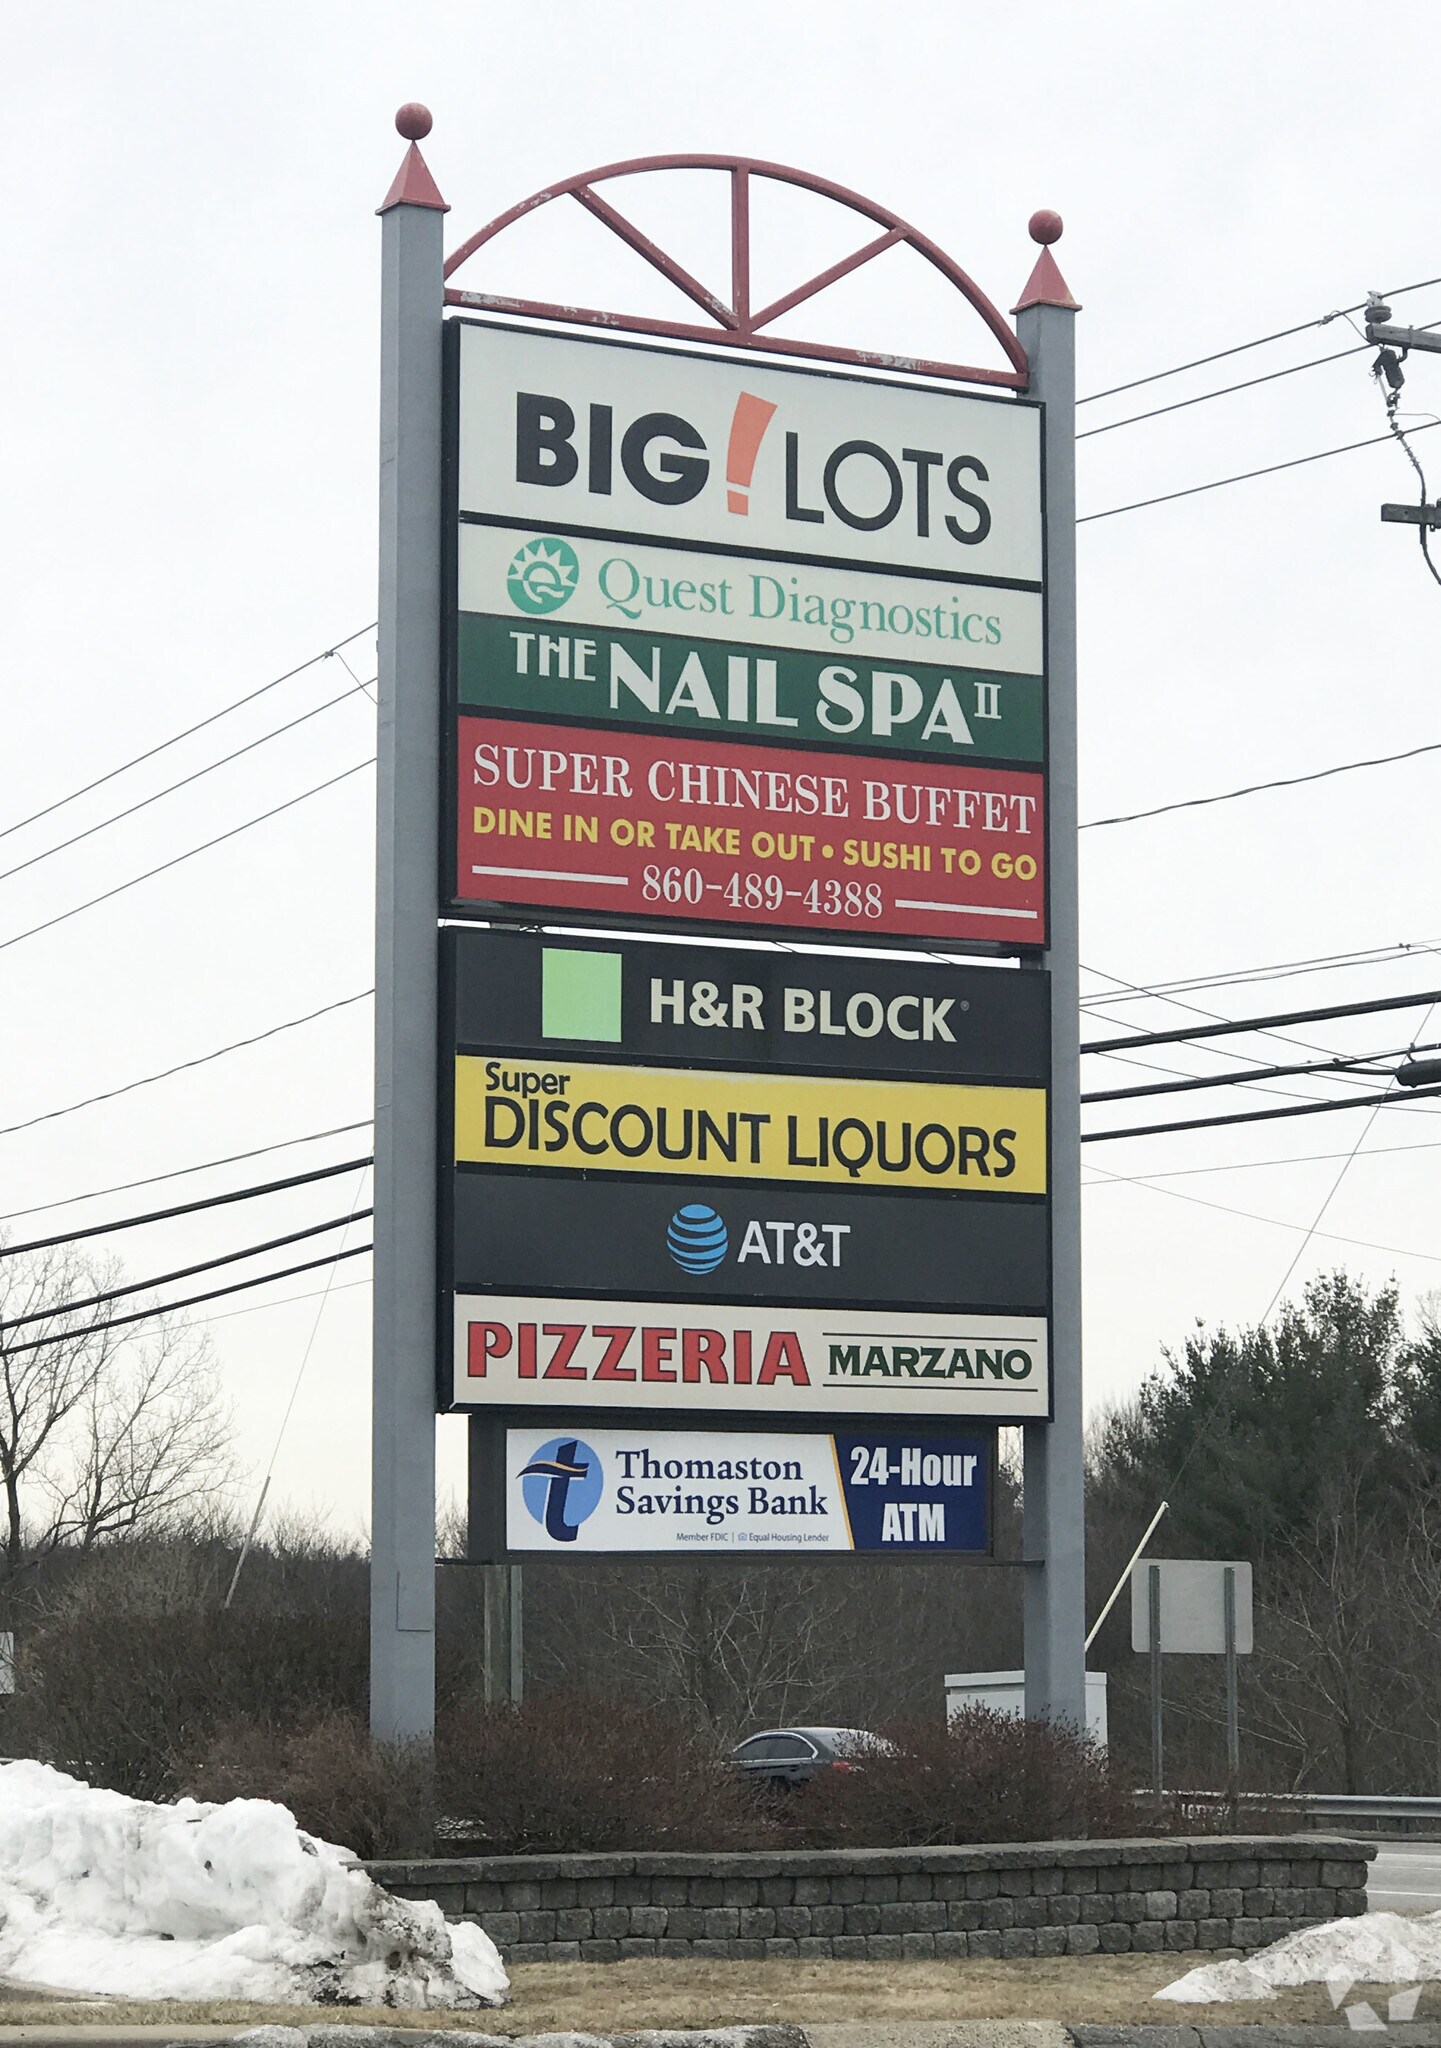 BIG! LOTS
Quest Diagnostics
THE NAIL SPA II
SUPER CHINESE BUFFET
DINE IN OR TAKE OUT • SUSHI TO GO
860-489-4388
H&R BLOCK®
Super
DISCOUNT LIQUORS
AT&T
PIZZERIA MARZANO
t Thomaston
Savings Bank
Member FDIC | Equal Housing Lender
24-Hour
ATM